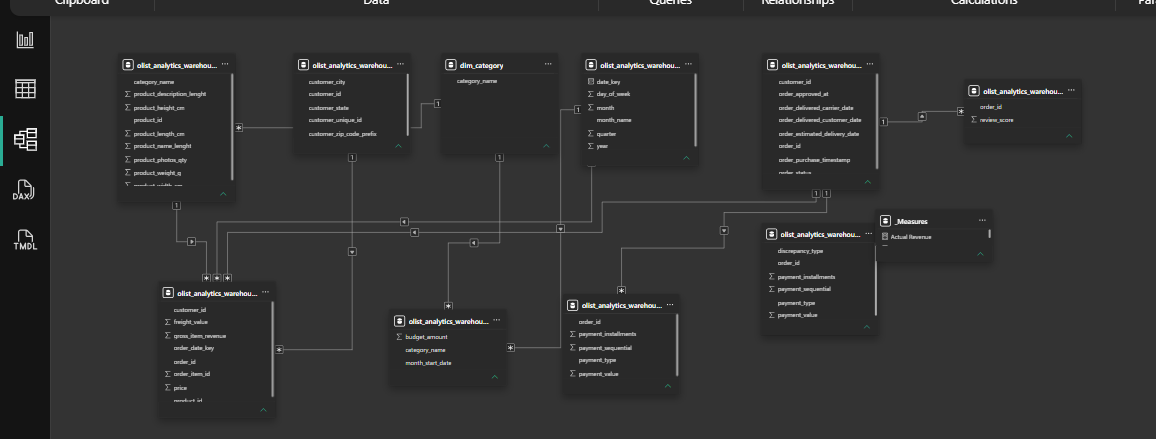 Clipboard
Data
Queries
Relationships
Calculations
olist_analytics_warehou...
category_name
product_description_lenght
product_height_cm
product_id
product_length_cm
product_name_lenght
product_photos_qty
product_weight_g
product_width_cm
olist_analytics_warehou...
customer_city
customer_id
customer_state
customer_unique_id
customer_zip_code_prefix
dim_category
category_name
olist_analytics_warehou...
date_key
day_of_week
month
month_name
quarter
year
olist_analytics_warehou...
customer_id
order_approved_at
order_delivered_carrier_date
order_delivered_customer_date
order_estimated_delivery_date
order_id
order_purchase_timestamp
order_status
olist_analytics_warehou...
order_id
review_score
DAX
TMDL
_Measures
Actual Revenue
olist_analytics_warehou...
discrepancy_type
order_id
payment_installments
payment_sequential
payment_type
payment_value
olist_analytics_warehou...
customer_id
freight_value
gross_item_revenue
order_date_key
order_id
order_item_id
price
product_id
olist_analytics_warehou...
budget_amount
category_name
month_start_date
olist_analytics_warehou...
order_id
payment_installments
payment_sequential
payment_type
payment_value